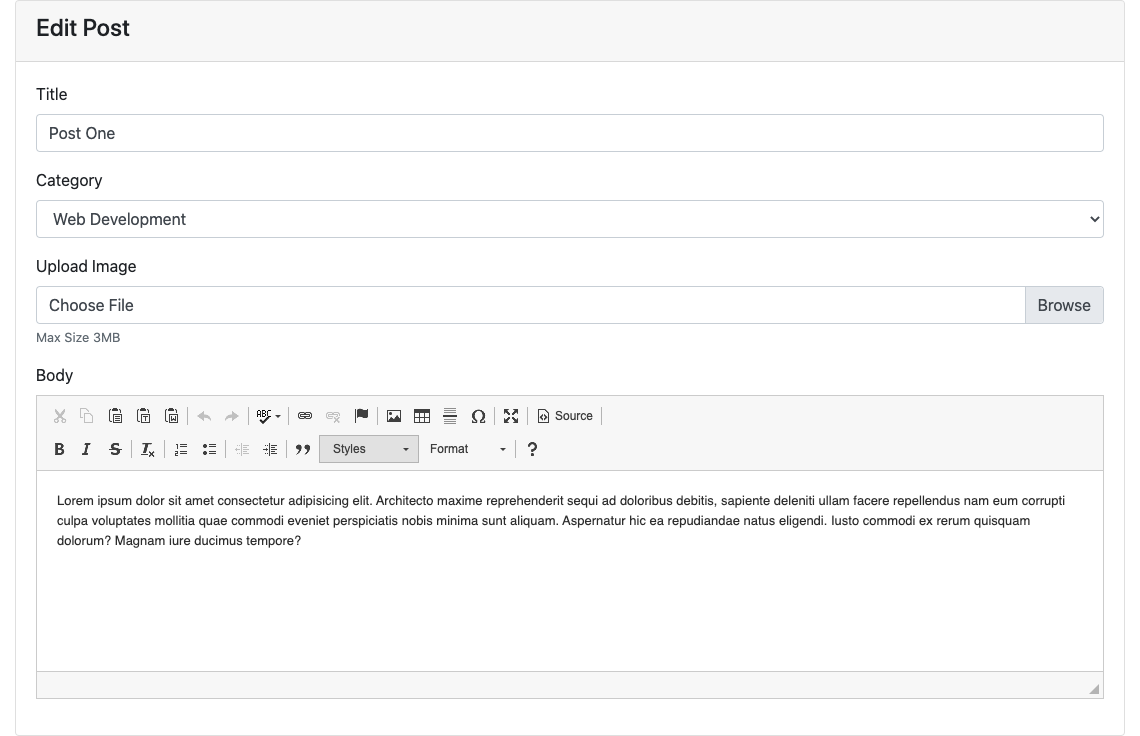 Edit Post
Title
Post One
Category
Web Development
Upload Image
Choose File Browse
Max Size 3MB
Body
ABC Ω Source
B I S Ix Styles Format ?
Lorem ipsum dolor sit amet consectetur adipisicing elit. Architecto maxime reprehenderit sequi ad doloribus debitis, sapiente deleniti ullam facere repellendus nam eum corrupti
culpa voluptates mollitia quae commodi eveniet perspiciatis nobis minima sunt aliquam. Aspernatur hic ea repudiandae natus eligendi. Iusto commodi ex rerum quisquam
dolorum? Magnam iure ducimus tempore?